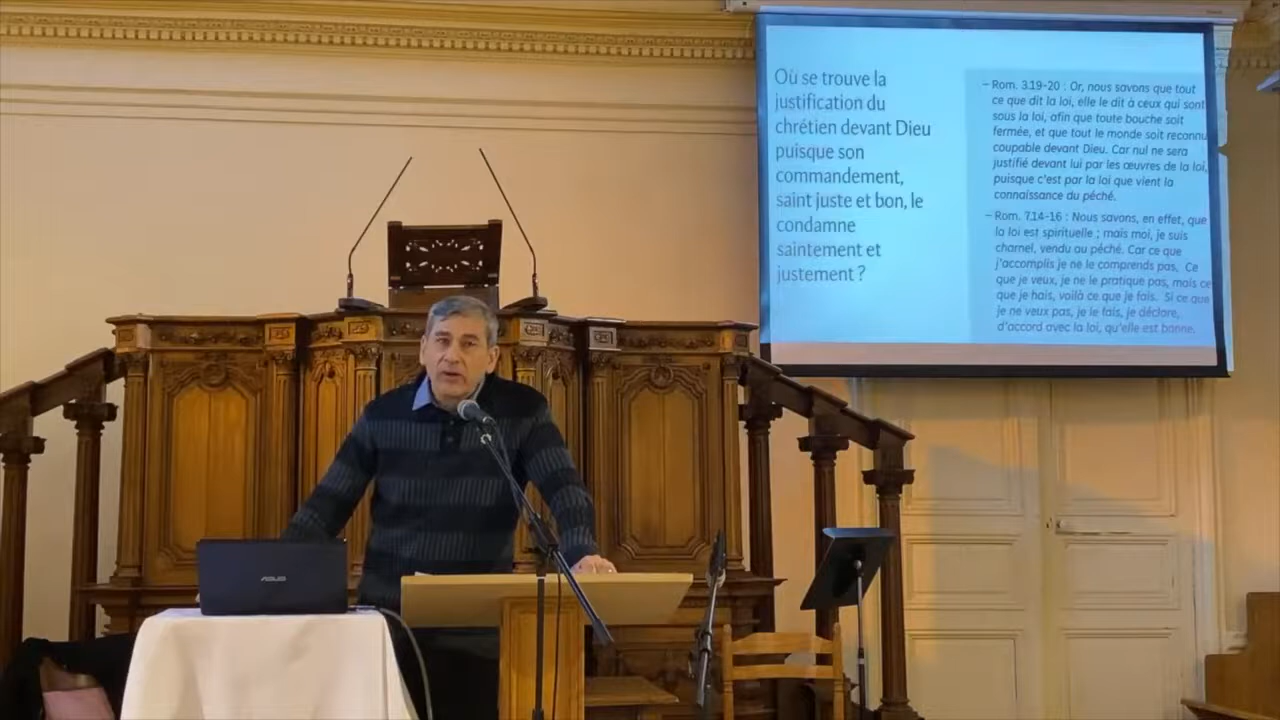 Où se trouve la
justification du
chrétien devant Dieu
puisque son
commandement,
saint juste et bon, le
condamne
saintement et
justement ?
– Rom. 3.19-20 : Or, nous savons que tout
ce que dit la loi, elle le dit à ceux qui sont
sous la loi, afin que toute bouche soit
fermée, et que tout le monde soit reconnu
coupable devant Dieu. Car nul ne sera
justifié devant lui par les œuvres de la loi,
puisque c'est par la loi que vient la
connaissance du péché.
– Rom. 7.14-16 : Nous savons, en effet, que
la loi est spirituelle ; mais moi, je suis
charnel, vendu au péché. Car ce que
j'accomplis je ne le comprends pas. Ce
que je veux, je ne le pratique pas, mais ce
que je hais, voilà ce que je fais. Si ce que
je ne veux pas, je le fais, je déclare,
d'accord avec la loi, qu'elle est bonne.
ASUS